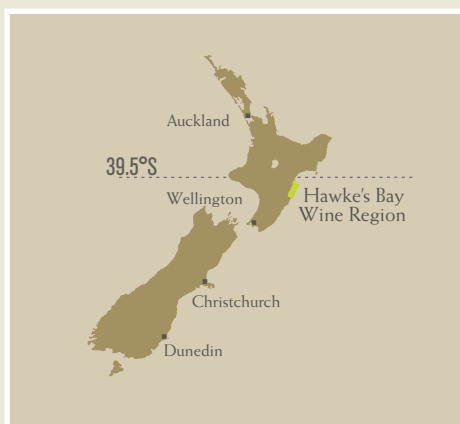 Auckland
39.5°S
Wellington
Hawke's Bay
Wine Region
Christchurch
Dunedin